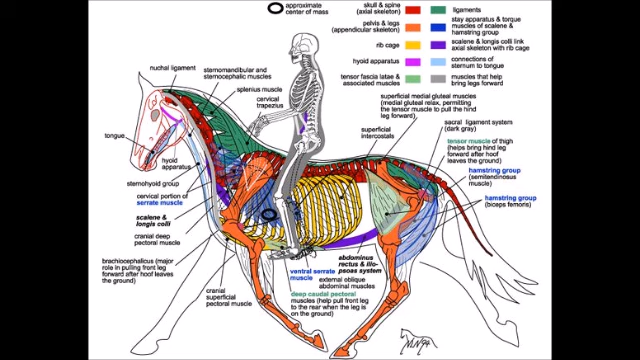 approximate
center of mass
skull & spine
(axial skeleton)
pelvis & legs
(appendicular skeleton)
rib cage
hyoid apparatus
tensor fascia latae &
associated muscles
ligaments
stay apparatus & torque
muscles of scalene &
hamstring group
scalene & longis colli link
axial skeleton with rib cage
connections of
sternum to tongue
muscles that help
bring legs forward
nuchal ligament
sternomandibular and
sternocephalic muscles
splenius muscle
cervical
trapezius
superficial medial gluteal muscles
(medial gluteal relax, permitting
the tensor muscle to pull the hind
leg forward)
superficial
intercostals
sacral ligament system
(dark gray)
tensor muscle of thigh
(helps bring hind leg
forward after hoof
leaves the ground)
hamstring group
(semitendinosus
muscle)
hamstring group
(biceps femoris)
tongue
hyoid
apparatus
sternohyoid group
cervical portion of
serrate muscle
scalene &
longis colli
cranial deep
pectoral muscle
brachiocephalicus (major
role in pulling front leg
forward after hoof leaves
the ground)
cranial
superficial
pectoral muscle
ventral serrate
muscle
abdominus
rectus & ilio-
psoas system
external oblique
abdominal muscles
deep caudal pectoral
muscles (help pull front leg
to the rear when the leg is
on the ground)